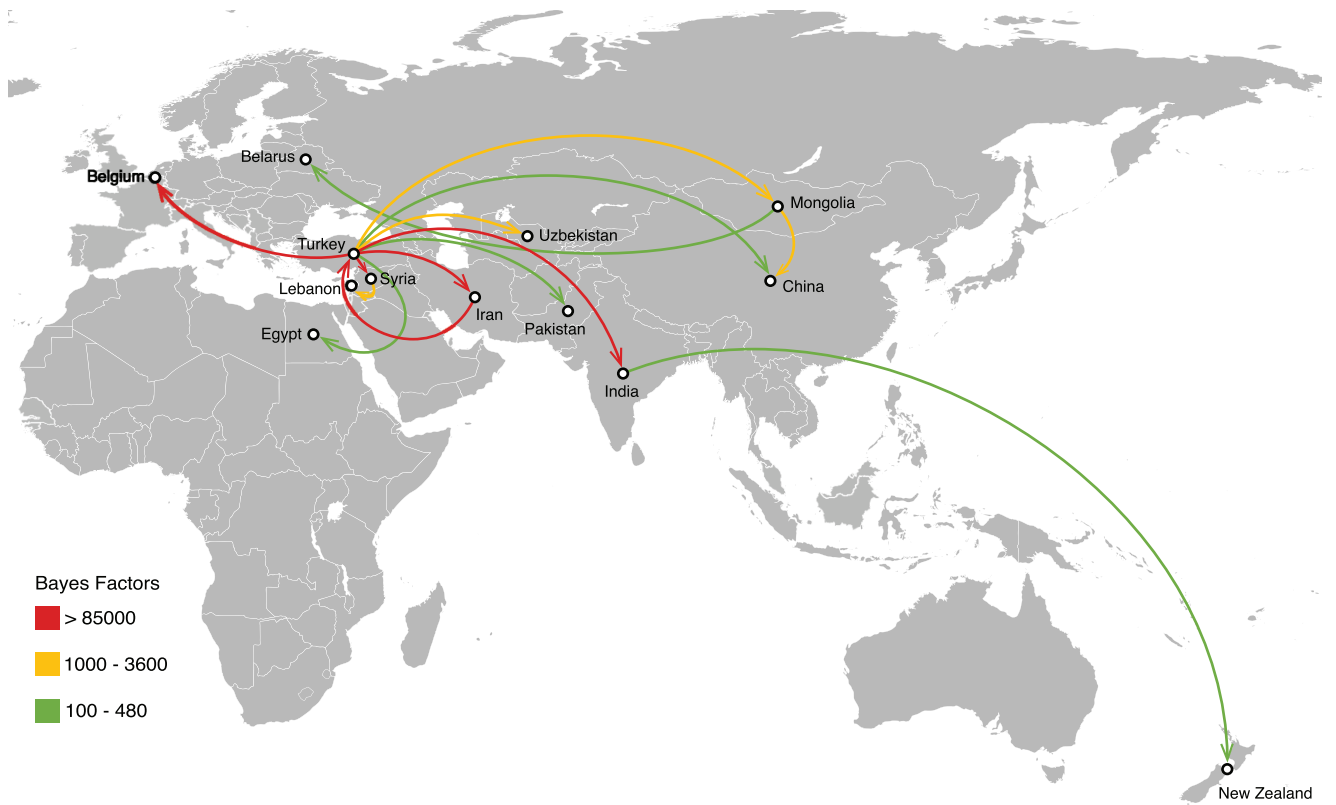 Belarus
Belgium
Mongolia
Turkey
Uzbekistan
Syria
Lebanon
China
Iran
Egypt
Pakistan
India
Bayes Factors
> 85000
1000 - 3600
100 - 480
New Zealand